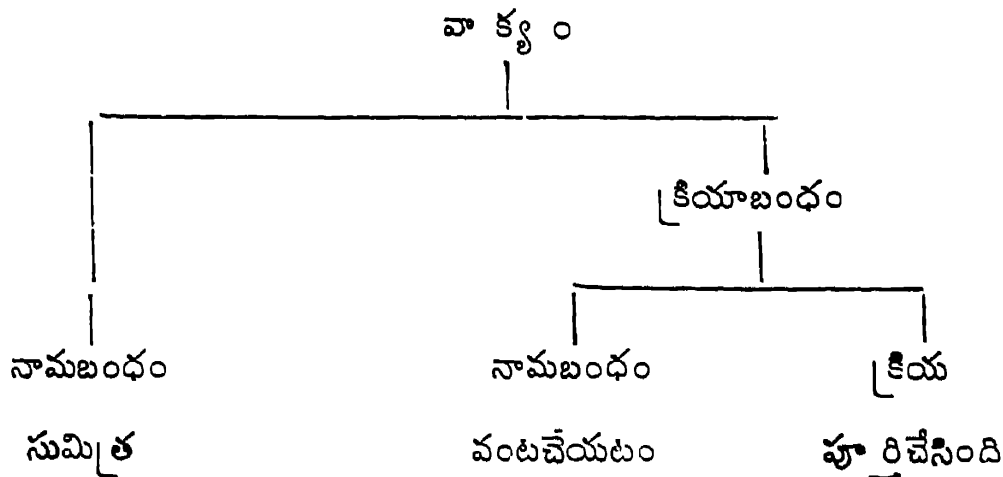 వాక్యం
క్రియాబంధం
నామబంధం నామబంధం క్రియ
సుమిత్ర వంటచేయటం పూర్తిచేసింది